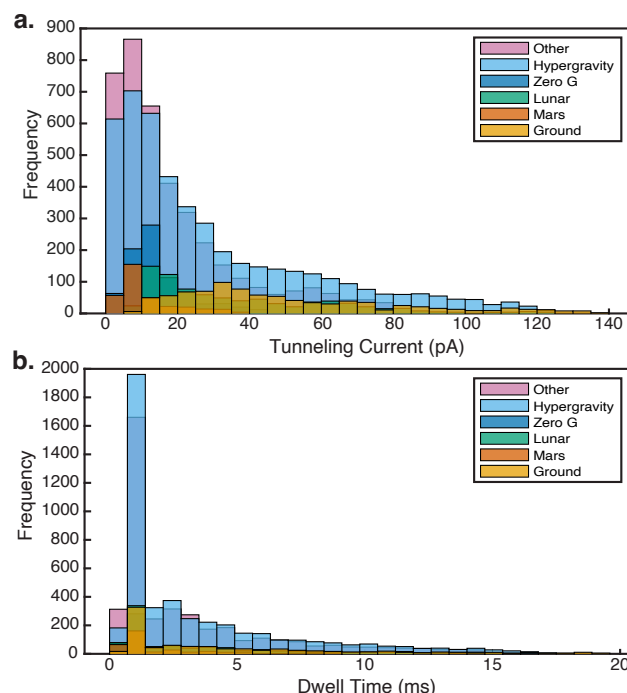 a.
900
800
700
600
500
400
300
200
100
0
Frequency
Other
Hypergravity
Zero G
Lunar
Mars
Ground
0 20 40 60 80 100 120 140
Tunneling Current (pA)
b.
2000
1800
1600
1400
1200
1000
800
600
400
200
0
Frequency
Other
Hypergravity
Zero G
Lunar
Mars
Ground
0 5 10 15 20
Dwell Time (ms)